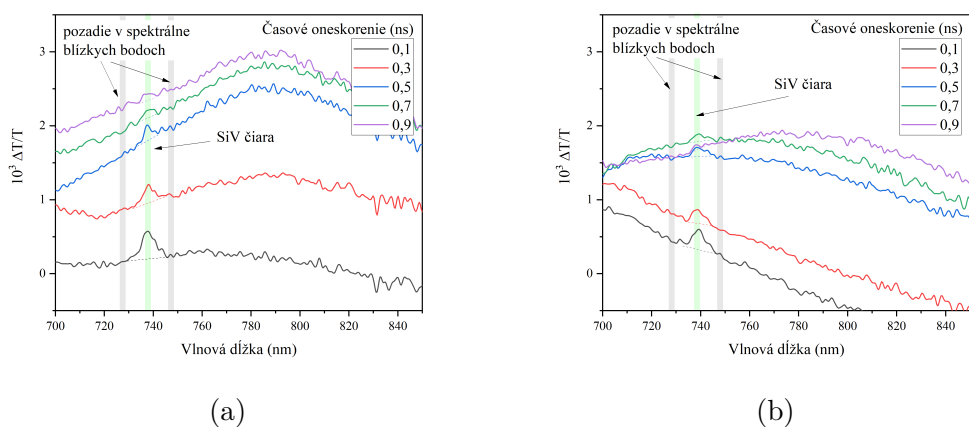 pozadie v spektrálne
blízkych bodoch
Časové oneskorenie (ns)
0,1
0,3
0,5
0,7
0,9
SiV čiara
10³ ΔT/T
3
2
1
0
700 720 740 760 780 800 820 840
Vlnová dĺžka (nm)
(a)
pozadie v spektrálne
blízkych bodoch
Časové oneskorenie (ns)
0,1
0,3
0,5
0,7
0,9
SiV čiara
10³ ΔT/T
3
2
1
0
700 720 740 760 780 800 820 840
Vlnová dĺžka (nm)
(b)